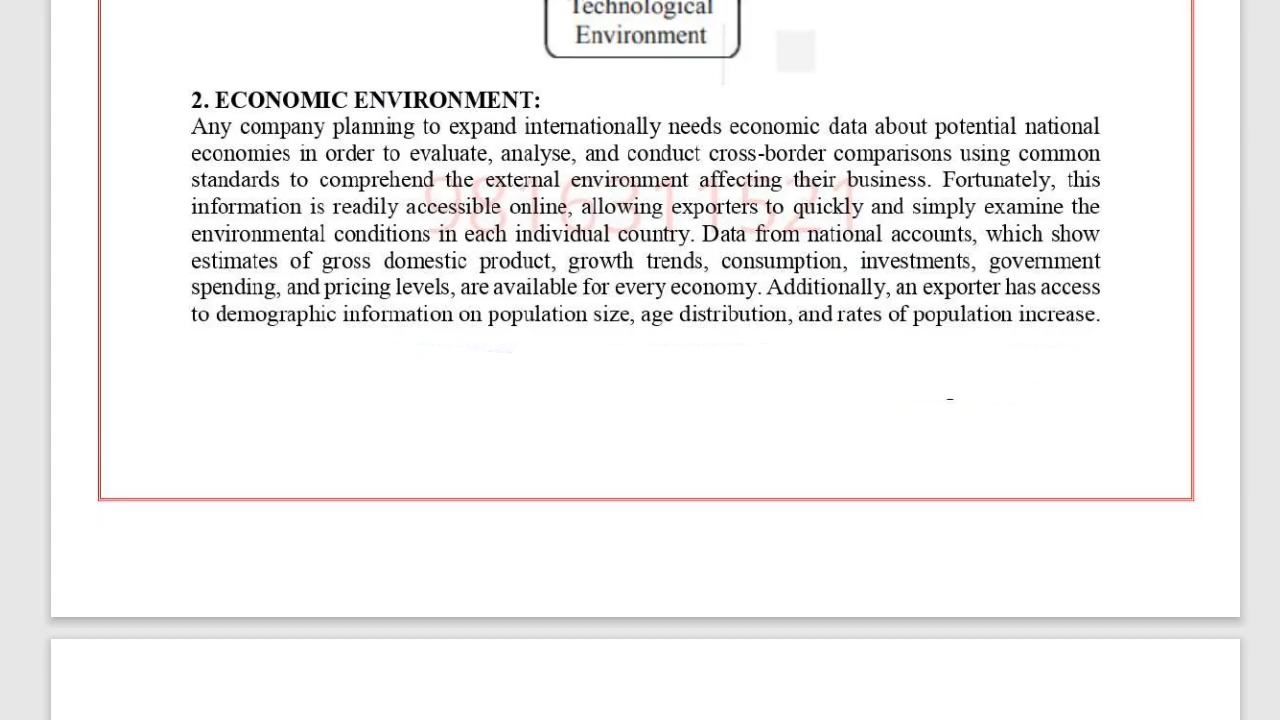 Technological
Environment
2. ECONOMIC ENVIRONMENT:
Any company planning to expand internationally needs economic data about potential national
economies in order to evaluate, analyse, and conduct cross-border comparisons using common
standards to comprehend the external environment affecting their business. Fortunately, this
information is readily accessible online, allowing exporters to quickly and simply examine the
environmental conditions in each individual country. Data from national accounts, which show
estimates of gross domestic product, growth trends, consumption, investments, government
spending, and pricing levels, are available for every economy. Additionally, an exporter has access
to demographic information on population size, age distribution, and rates of population increase.
9816311521